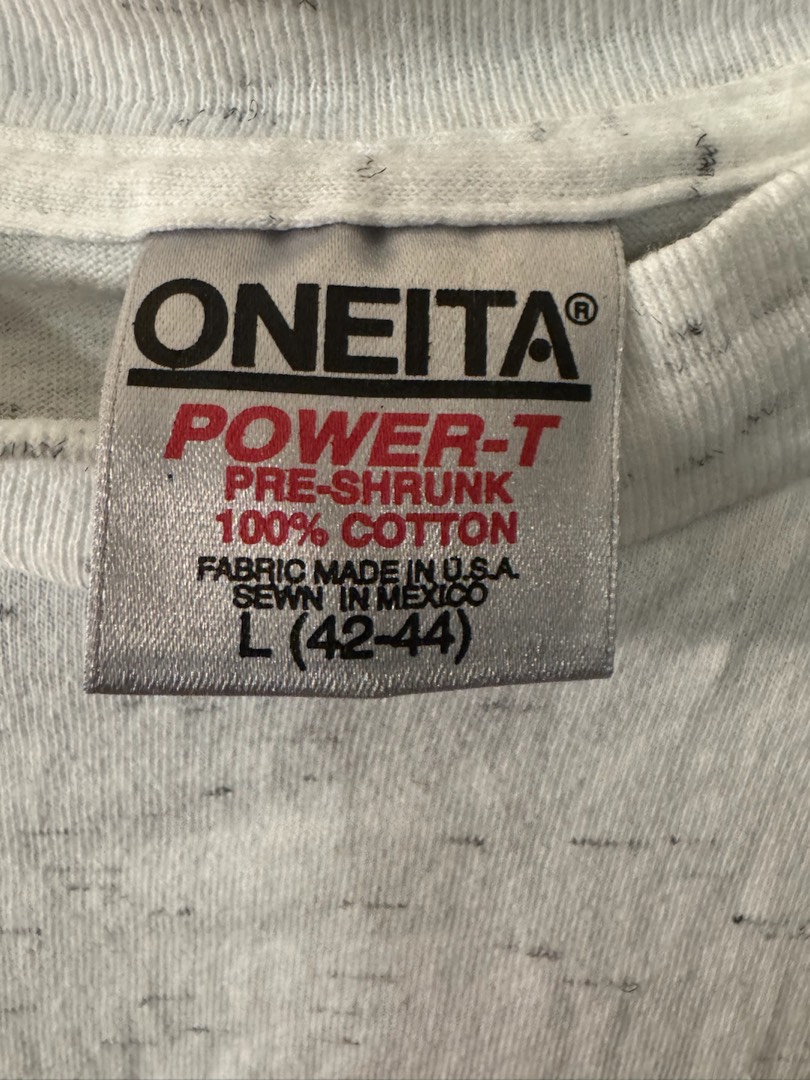 ONEITA®
POWER-T
PRE-SHRUNK
100% COTTON
FABRIC MADE IN U.S.A.
SEWN IN MEXICO
L (42-44)